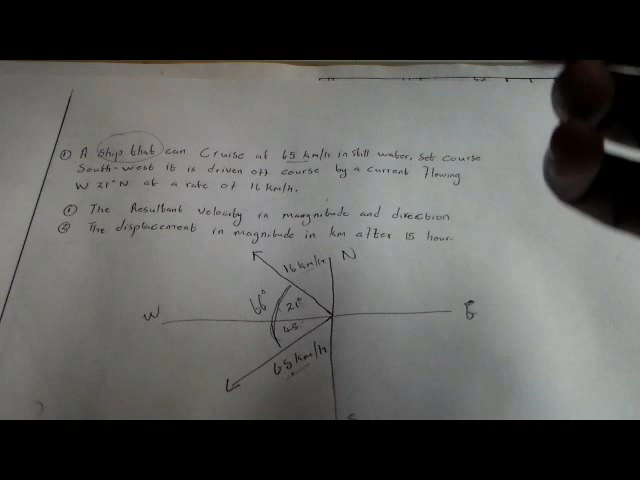 ① A ship that can Cruise at 65 km/h in still water, set course
South-west it is driven off course by a current flowing
W 21° N at a rate of 16 km/h.
① The Resultant velocity in mangnitude and direction
② The displacement in magnitude in km after 15 hour.
N
16 km/h
66°
21°
W
E
45
65 km/h
S